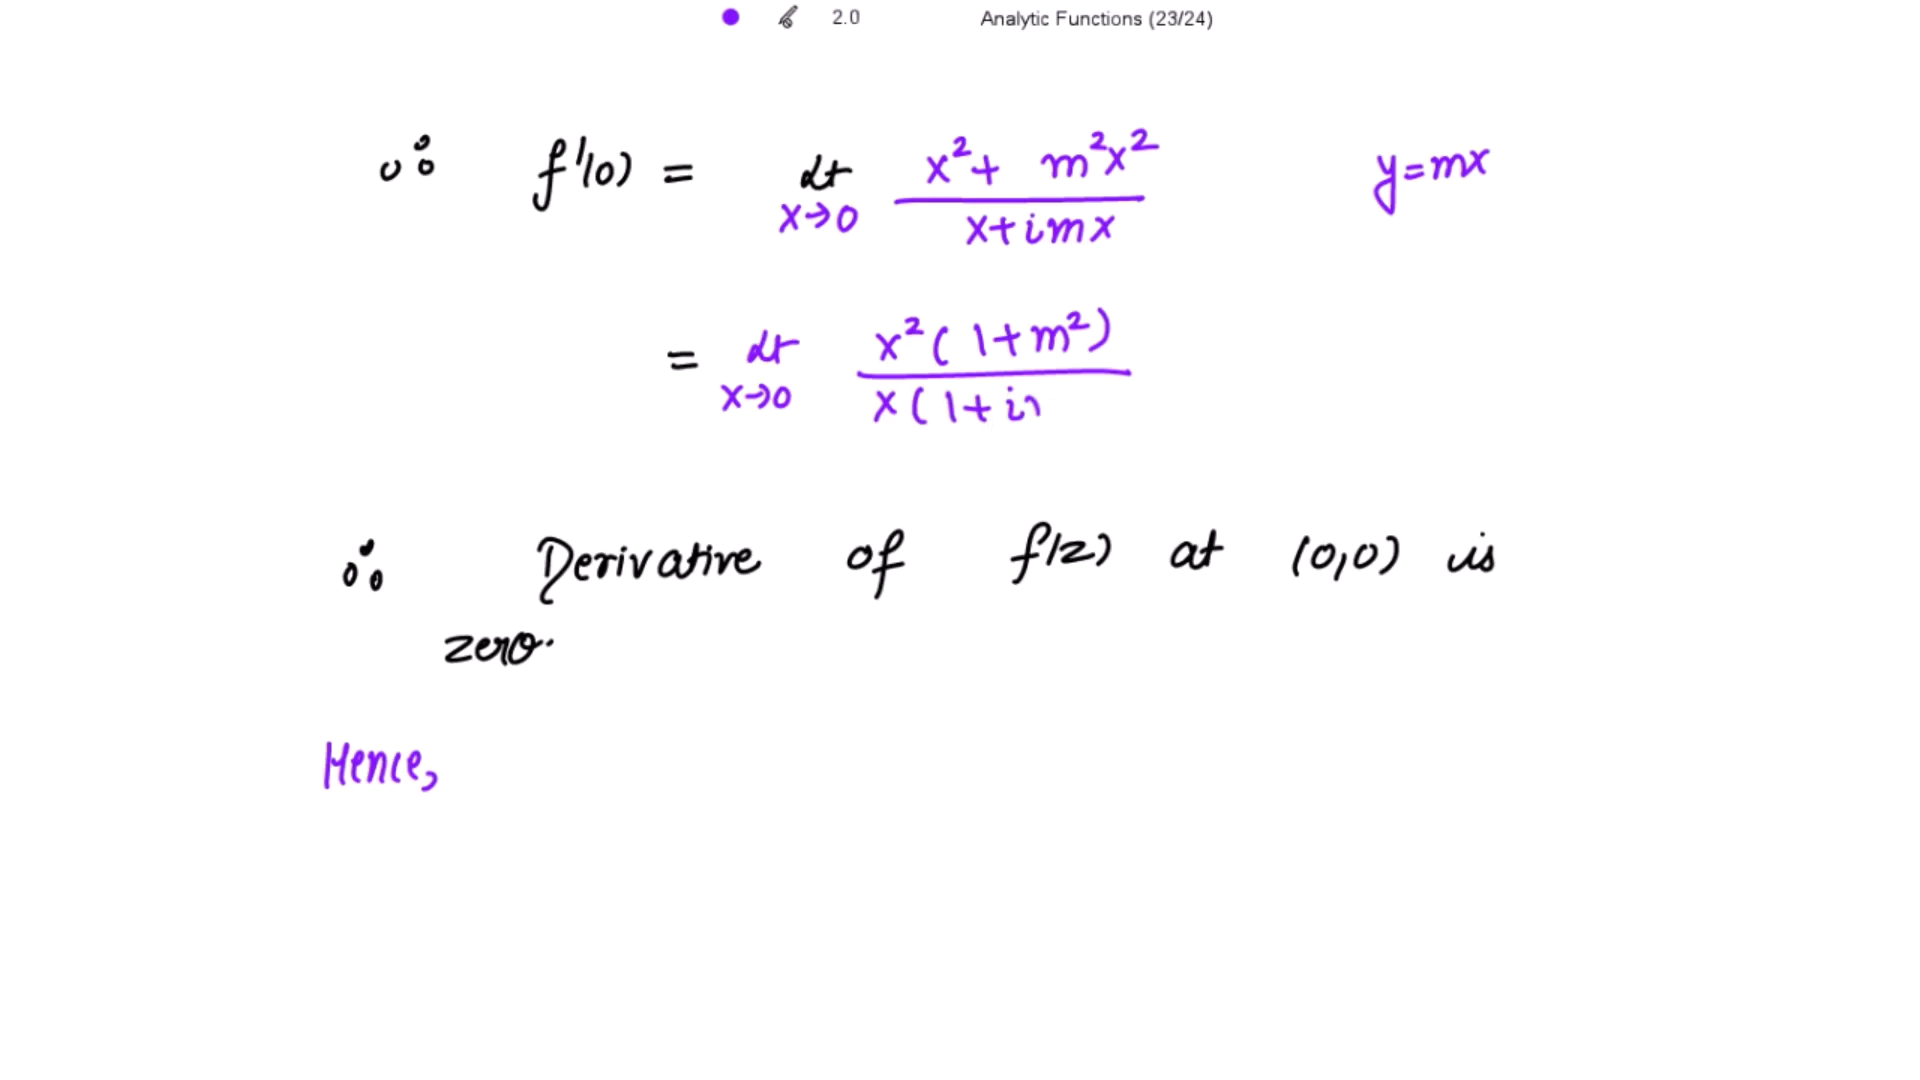 2.0 Analytic Functions (23/24)
∵ f'(0) = Lt x→0 x²+ m²x² / x+imx y=mx
= Lt x→0 x²(1+m²) / x(1+i
∴ Derivative of f(z) at (0,0) is
zero.
Hence,